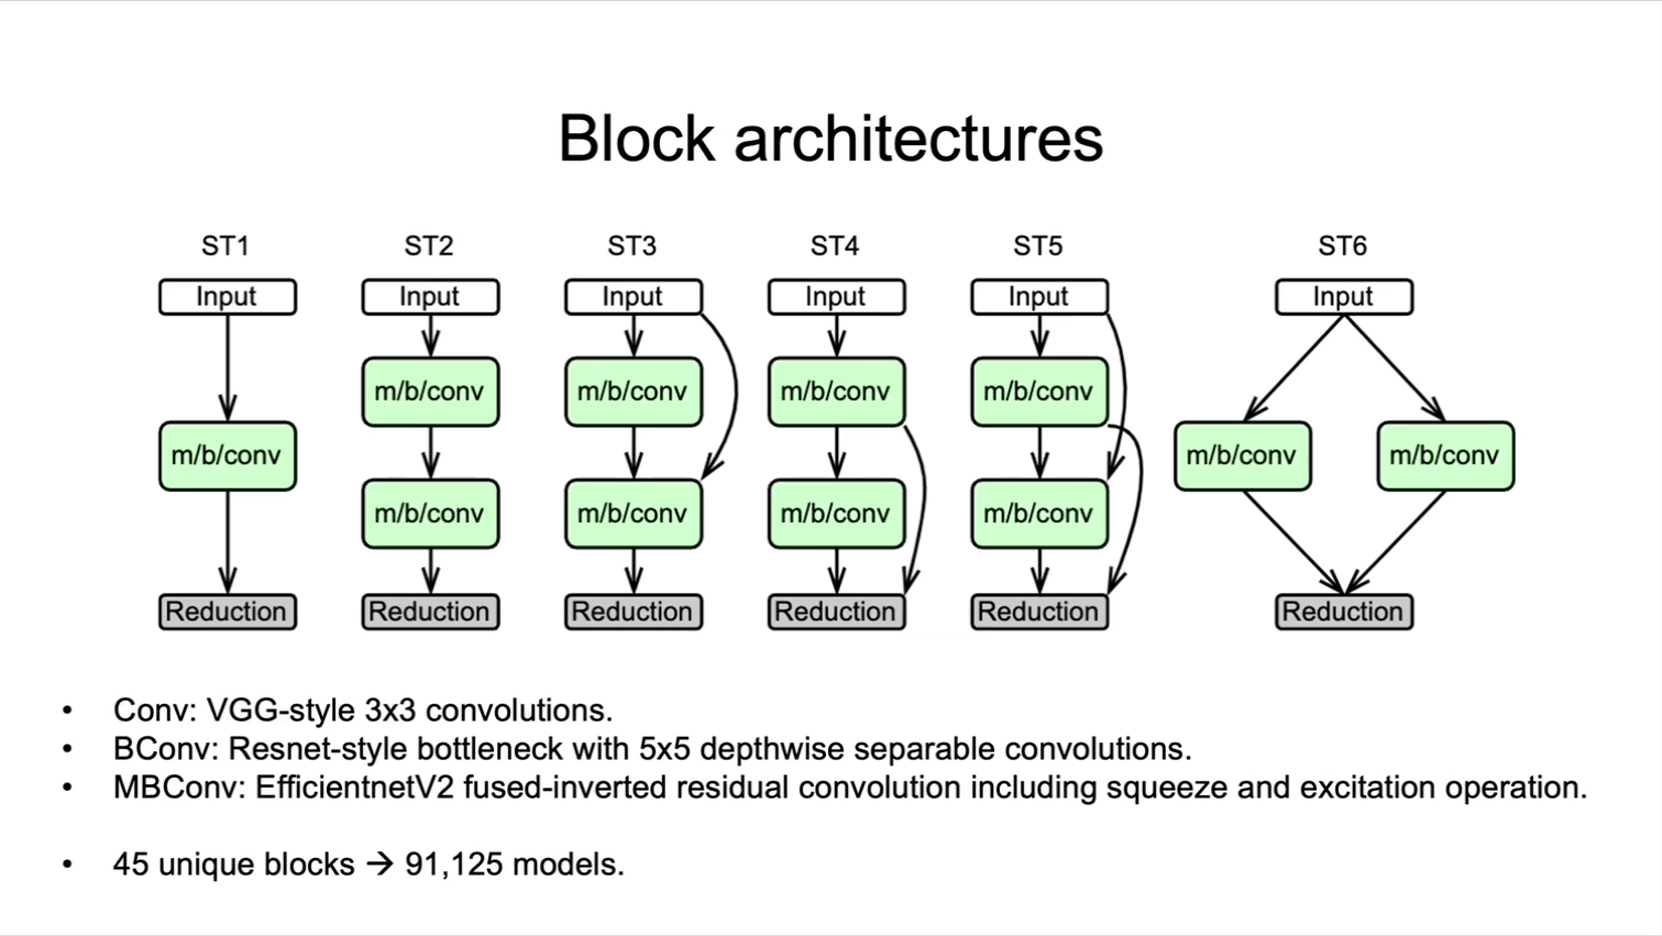 Block architectures
ST1 ST2 ST3 ST4 ST5 ST6
Input Input Input Input Input Input
m/b/conv m/b/conv m/b/conv m/b/conv
m/b/conv m/b/conv m/b/conv
m/b/conv m/b/conv m/b/conv m/b/conv
Reduction Reduction Reduction Reduction Reduction Reduction
• Conv: VGG-style 3x3 convolutions.
• BConv: Resnet-style bottleneck with 5x5 depthwise separable convolutions.
• MBConv: EfficientnetV2 fused-inverted residual convolution including squeeze and excitation operation.
• 45 unique blocks → 91,125 models.